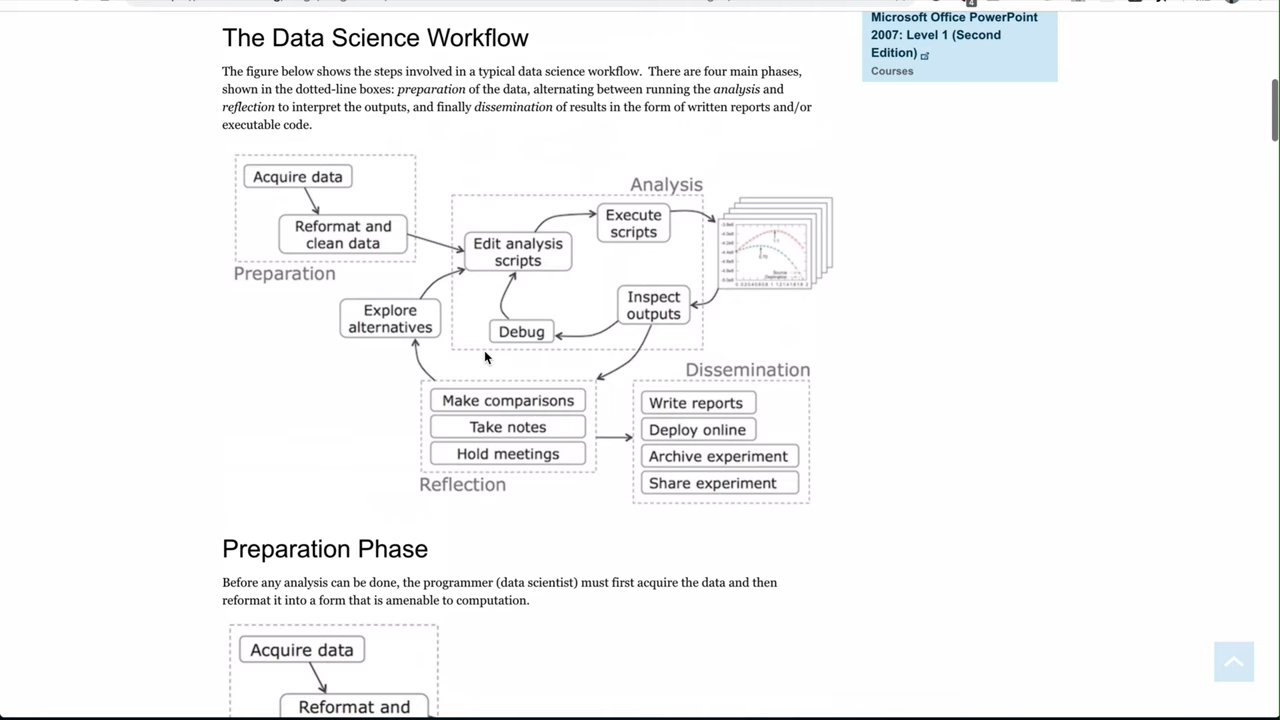 4
Microsoft Office PowerPoint
2007: Level 1 (Second
Edition)
Courses
The Data Science Workflow
The figure below shows the steps involved in a typical data science workflow. There are four main phases,
shown in the dotted-line boxes: preparation of the data, alternating between running the analysis and
reflection to interpret the outputs, and finally dissemination of results in the form of written reports and/or
executable code.
Acquire data
Reformat and
clean data
Preparation
Analysis
Edit analysis
scripts
Execute
scripts
Inspect
outputs
Debug
Explore
alternatives
Make comparisons
Take notes
Hold meetings
Reflection
Dissemination
Write reports
Deploy online
Archive experiment
Share experiment
Preparation Phase
Before any analysis can be done, the programmer (data scientist) must first acquire the data and then
reformat it into a form that is amenable to computation.
Acquire data
Reformat and